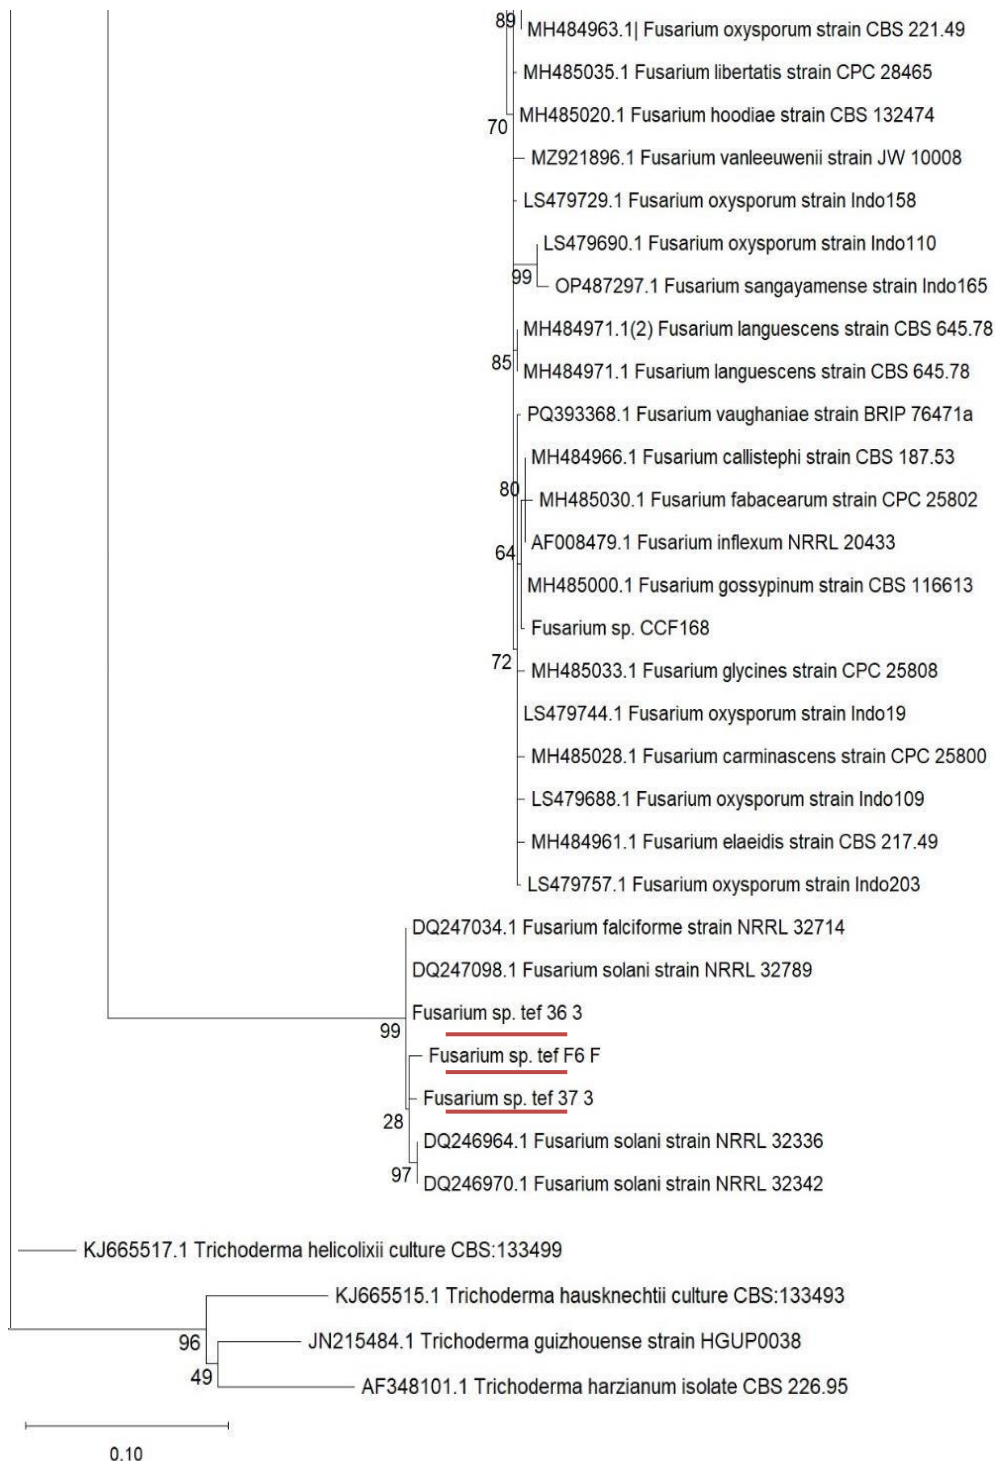 89
MH484963.1| Fusarium oxysporum strain CBS 221.49
MH485035.1 Fusarium libertatis strain CPC 28465
MH485020.1 Fusarium hoodiae strain CBS 132474
70
MZ921896.1 Fusarium vanleeuwenii strain JW 10008
LS479729.1 Fusarium oxysporum strain Indo158
LS479690.1 Fusarium oxysporum strain Indo110
99
OP487297.1 Fusarium sangayamense strain Indo165
MH484971.1(2) Fusarium languescens strain CBS 645.78
85
MH484971.1 Fusarium languescens strain CBS 645.78
PQ393368.1 Fusarium vaughaniae strain BRIP 76471a
MH484966.1 Fusarium callistephi strain CBS 187.53
80
MH485030.1 Fusarium fabacearum strain CPC 25802
AF008479.1 Fusarium inflexum NRRL 20433
64
MH485000.1 Fusarium gossypinum strain CBS 116613
Fusarium sp. CCF168
72
MH485033.1 Fusarium glycines strain CPC 25808
LS479744.1 Fusarium oxysporum strain Indo19
MH485028.1 Fusarium carminascens strain CPC 25800
LS479688.1 Fusarium oxysporum strain Indo109
MH484961.1 Fusarium elaeidis strain CBS 217.49
LS479757.1 Fusarium oxysporum strain Indo203
DQ247034.1 Fusarium falciforme strain NRRL 32714
DQ247098.1 Fusarium solani strain NRRL 32789
Fusarium sp. tef 36 3
99
Fusarium sp. tef F6 F
Fusarium sp. tef 37 3
28
DQ246964.1 Fusarium solani strain NRRL 32336
97
DQ246970.1 Fusarium solani strain NRRL 32342
KJ665517.1 Trichoderma helicolixii culture CBS:133499
KJ665515.1 Trichoderma hausknechtii culture CBS:133493
96
JN215484.1 Trichoderma guizhouense strain HGUP0038
49
AF348101.1 Trichoderma harzianum isolate CBS 226.95
0.10